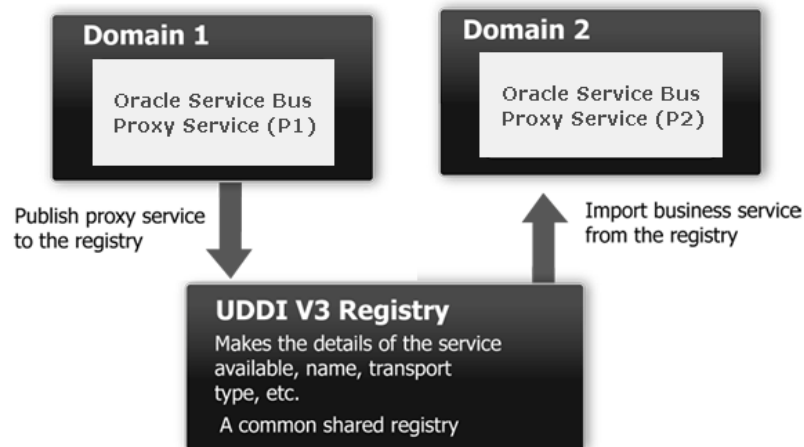 Domain 1
Oracle Service Bus
Proxy Service (P1)
Domain 2
Oracle Service Bus
Proxy Service (P2)
Publish proxy service
to the registry
Import business service
from the registry
UDDI V3 Registry
Makes the details of the service
available, name, transport
type, etc.
A common shared registry